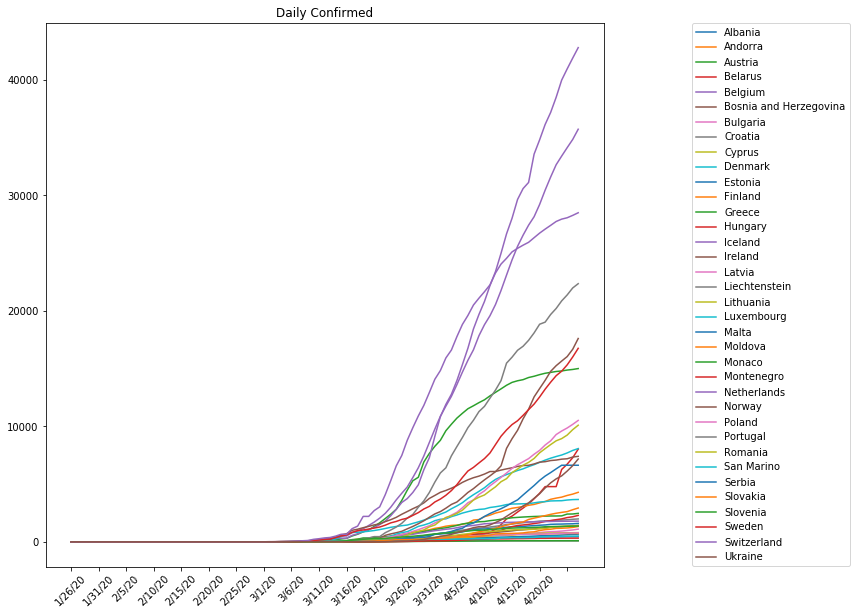 Daily Confirmed
40000
30000
20000
10000
0
1/26/20
1/31/20
2/5/20
2/10/20
2/15/20
2/20/20
2/25/20
3/1/20
3/6/20
3/11/20
3/16/20
3/21/20
3/26/20
3/31/20
4/5/20
4/10/20
4/15/20
4/20/20
Albania
Andorra
Austria
Belarus
Belgium
Bosnia and Herzegovina
Bulgaria
Croatia
Cyprus
Denmark
Estonia
Finland
Greece
Hungary
Iceland
Ireland
Latvia
Liechtenstein
Lithuania
Luxembourg
Malta
Moldova
Monaco
Montenegro
Netherlands
Norway
Poland
Portugal
Romania
San Marino
Serbia
Slovakia
Slovenia
Sweden
Switzerland
Ukraine